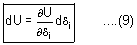 dU = ∂U/∂δᵢ dδᵢ ....(9)